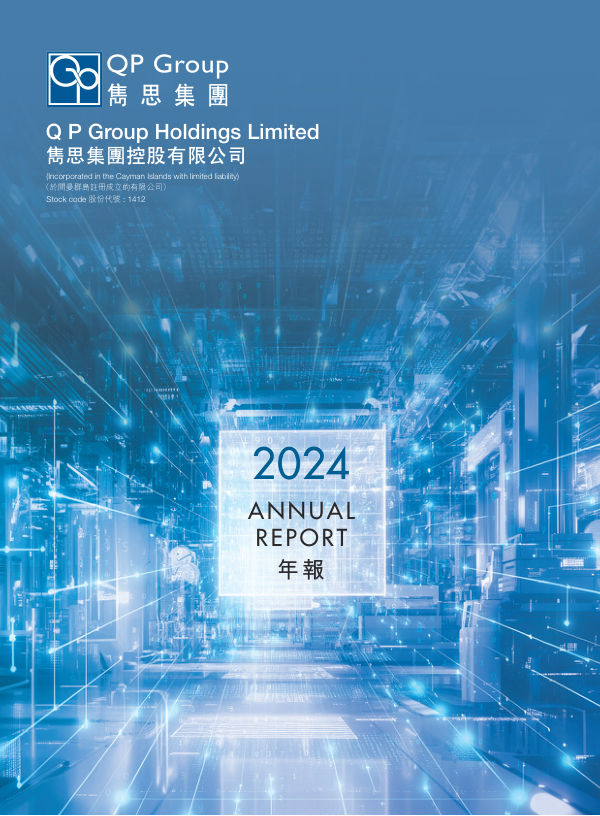 QP
QP Group
雋思集團
Q P Group Holdings Limited
雋思集團控股有限公司
(Incorporated in the Cayman Islands with limited liability)
(於開曼群島註冊成立的有限公司)
Stock code 股份代號 : 1412
2024
ANNUAL
REPORT
年報